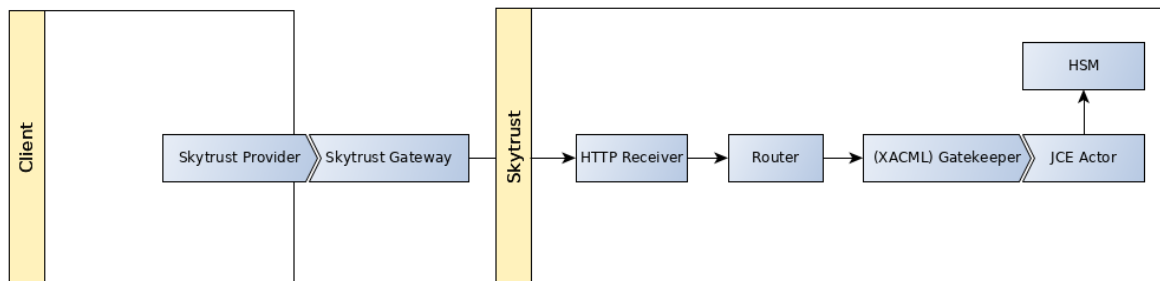 Client
Skytrust Provider
Skytrust Gateway
Skytrust
HTTP Receiver
Router
(XACML) Gatekeeper
JCE Actor
HSM